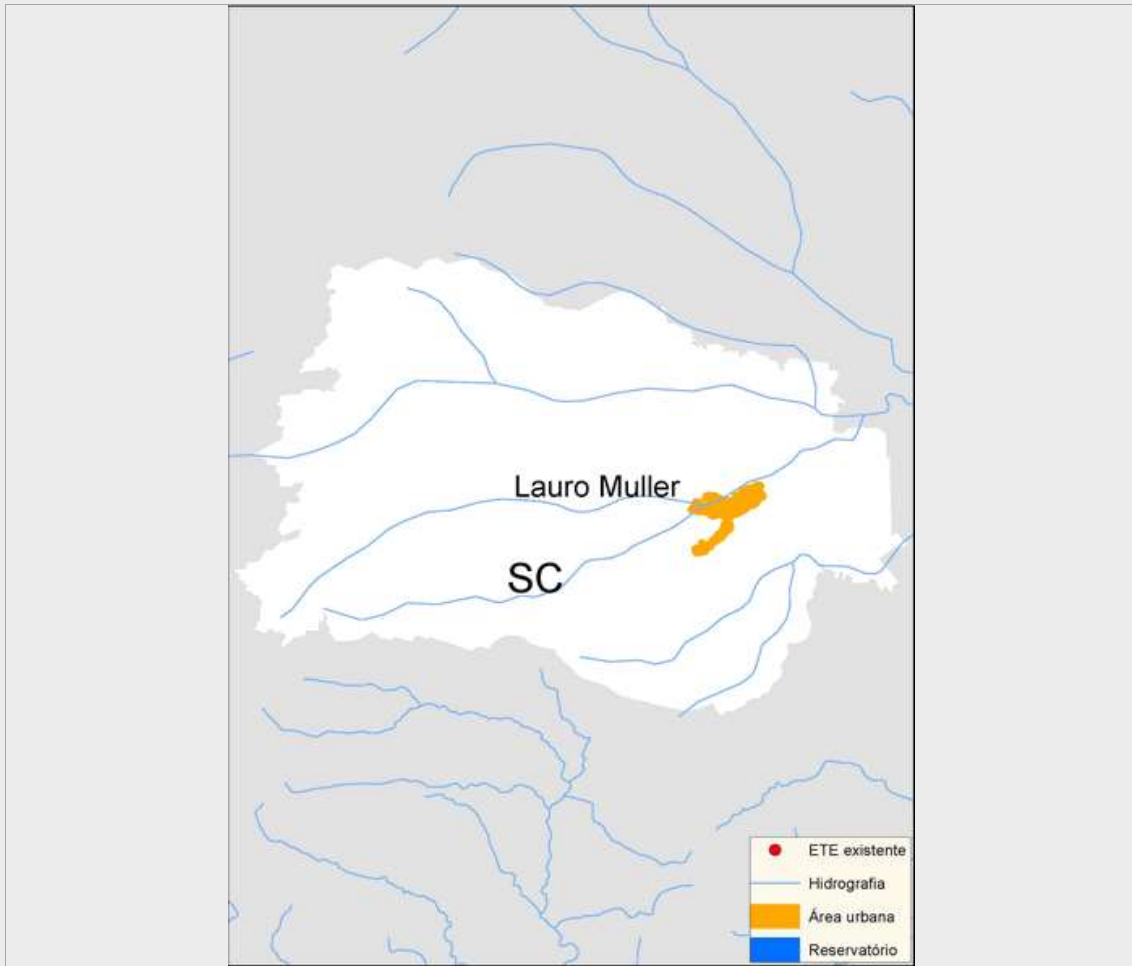 Lauro Muller
SC
ETE existente
Hidrografia
Área urbana
Reservatório